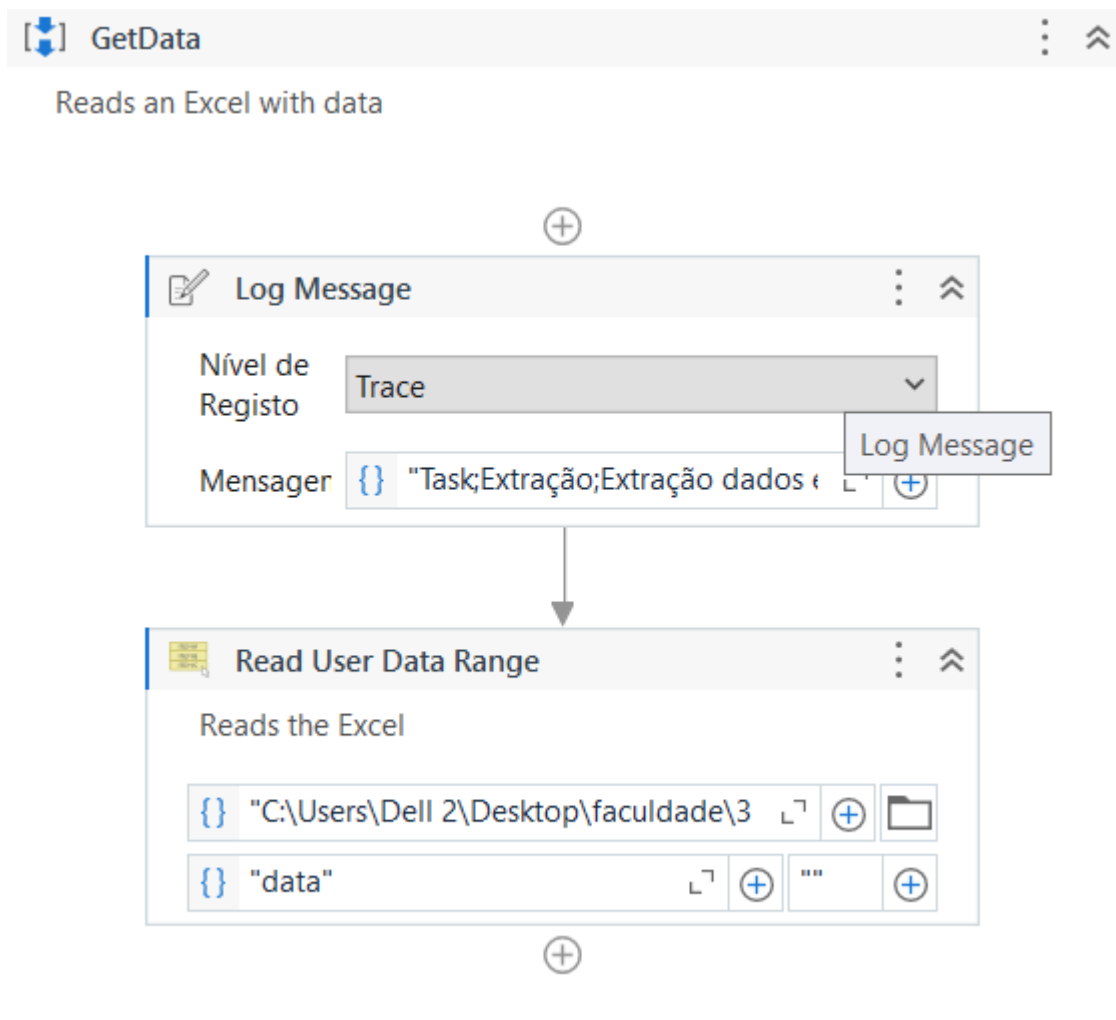 GetData
Reads an Excel with data
Log Message
Nível de
Registo
Trace
Log Message
Mensager
"Task;Extração;Extração dados
Read User Data Range
Reads the Excel
"C:\Users\Dell 2\Desktop\faculdade\3
"data"
""